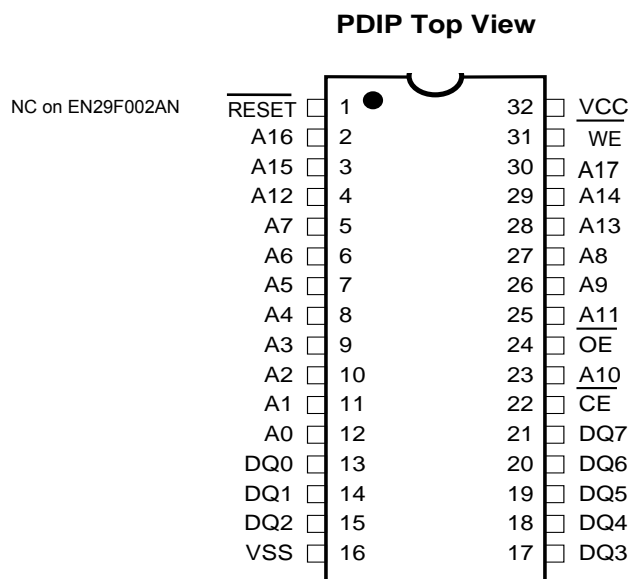 PDIP Top View
NC on EN29F002AN RESET 1 32 VCC
A16 2 31 WE
A15 3 30 A17
A12 4 29 A14
A7 5 28 A13
A6 6 27 A8
A5 7 26 A9
A4 8 25 A11
A3 9 24 OE
A2 10 23 A10
A1 11 22 CE
A0 12 21 DQ7
DQ0 13 20 DQ6
DQ1 14 19 DQ5
DQ2 15 18 DQ4
VSS 16 17 DQ3